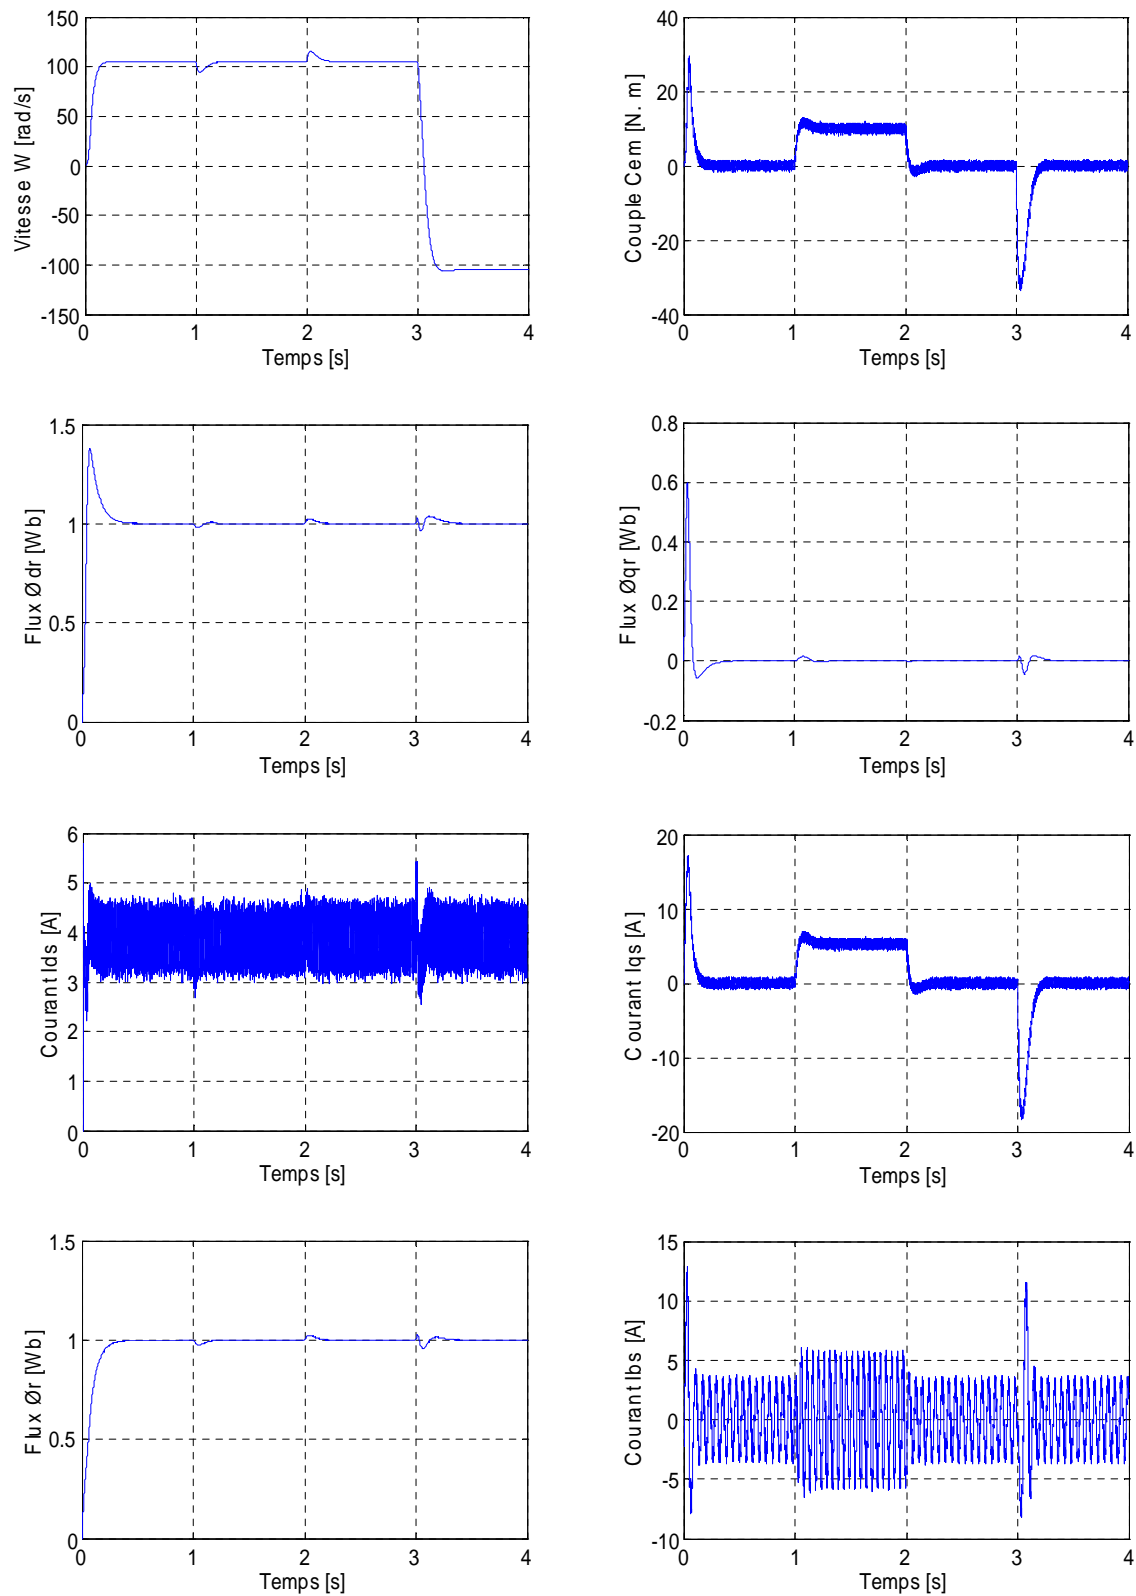 150
100
50
0
-50
-100
-150
Vitesse W [rad/s]
0 1 2 3 4
Temps [s]
40
20
0
-20
-40
Couple Cem [N. m]
0 1 2 3 4
Temps [s]
1.5
1
0.5
0
Flux Ø dr [Wb]
0 1 2 3 4
Temps [s]
0.8
0.6
0.4
0.2
0
-0.2
Flux Øqr [Wb]
0 1 2 3 4
Temps [s]
6
5
4
3
2
1
0
Courant Ids [A]
0 1 2 3 4
Temps [s]
20
10
0
-10
-20
Courant Iqs [A]
0 1 2 3 4
Temps [s]
1.5
1
0.5
0
Flux Ør [Wb]
0 1 2 3 4
Temps [s]
15
10
5
0
-5
-10
Courant Ibs [A]
0 1 2 3 4
Temps [s]